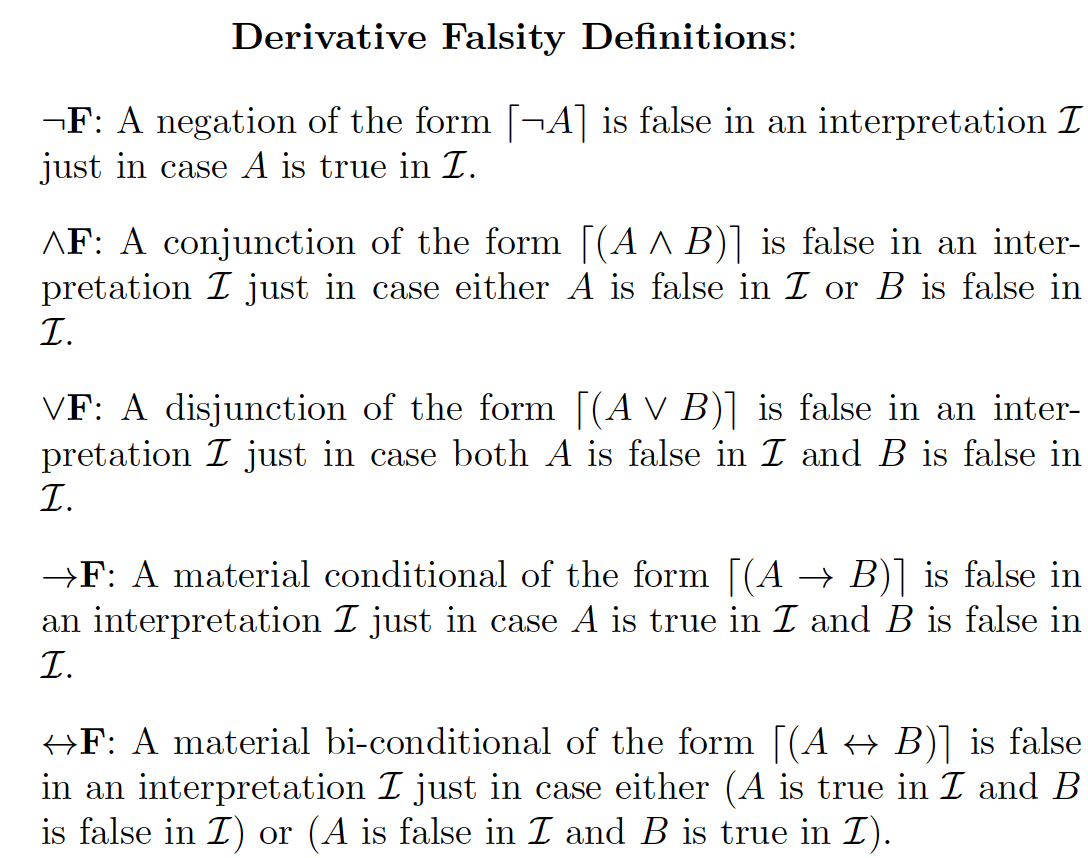 Derivative Falsity Definitions:
¬F: A negation of the form ⌈¬A⌉ is false in an interpretation ℐ
just in case A is true in ℐ.
∧F: A conjunction of the form ⌈(A ∧ B)⌉ is false in an inter-
pretation ℐ just in case either A is false in ℐ or B is false in
ℐ.
∨F: A disjunction of the form ⌈(A ∨ B)⌉ is false in an inter-
pretation ℐ just in case both A is false in ℐ and B is false in
ℐ.
→F: A material conditional of the form ⌈(A → B)⌉ is false in
an interpretation ℐ just in case A is true in ℐ and B is false in
ℐ.
↔F: A material bi-conditional of the form ⌈(A ↔ B)⌉ is false
in an interpretation ℐ just in case either (A is true in ℐ and B
is false in ℐ) or (A is false in ℐ and B is true in ℐ).